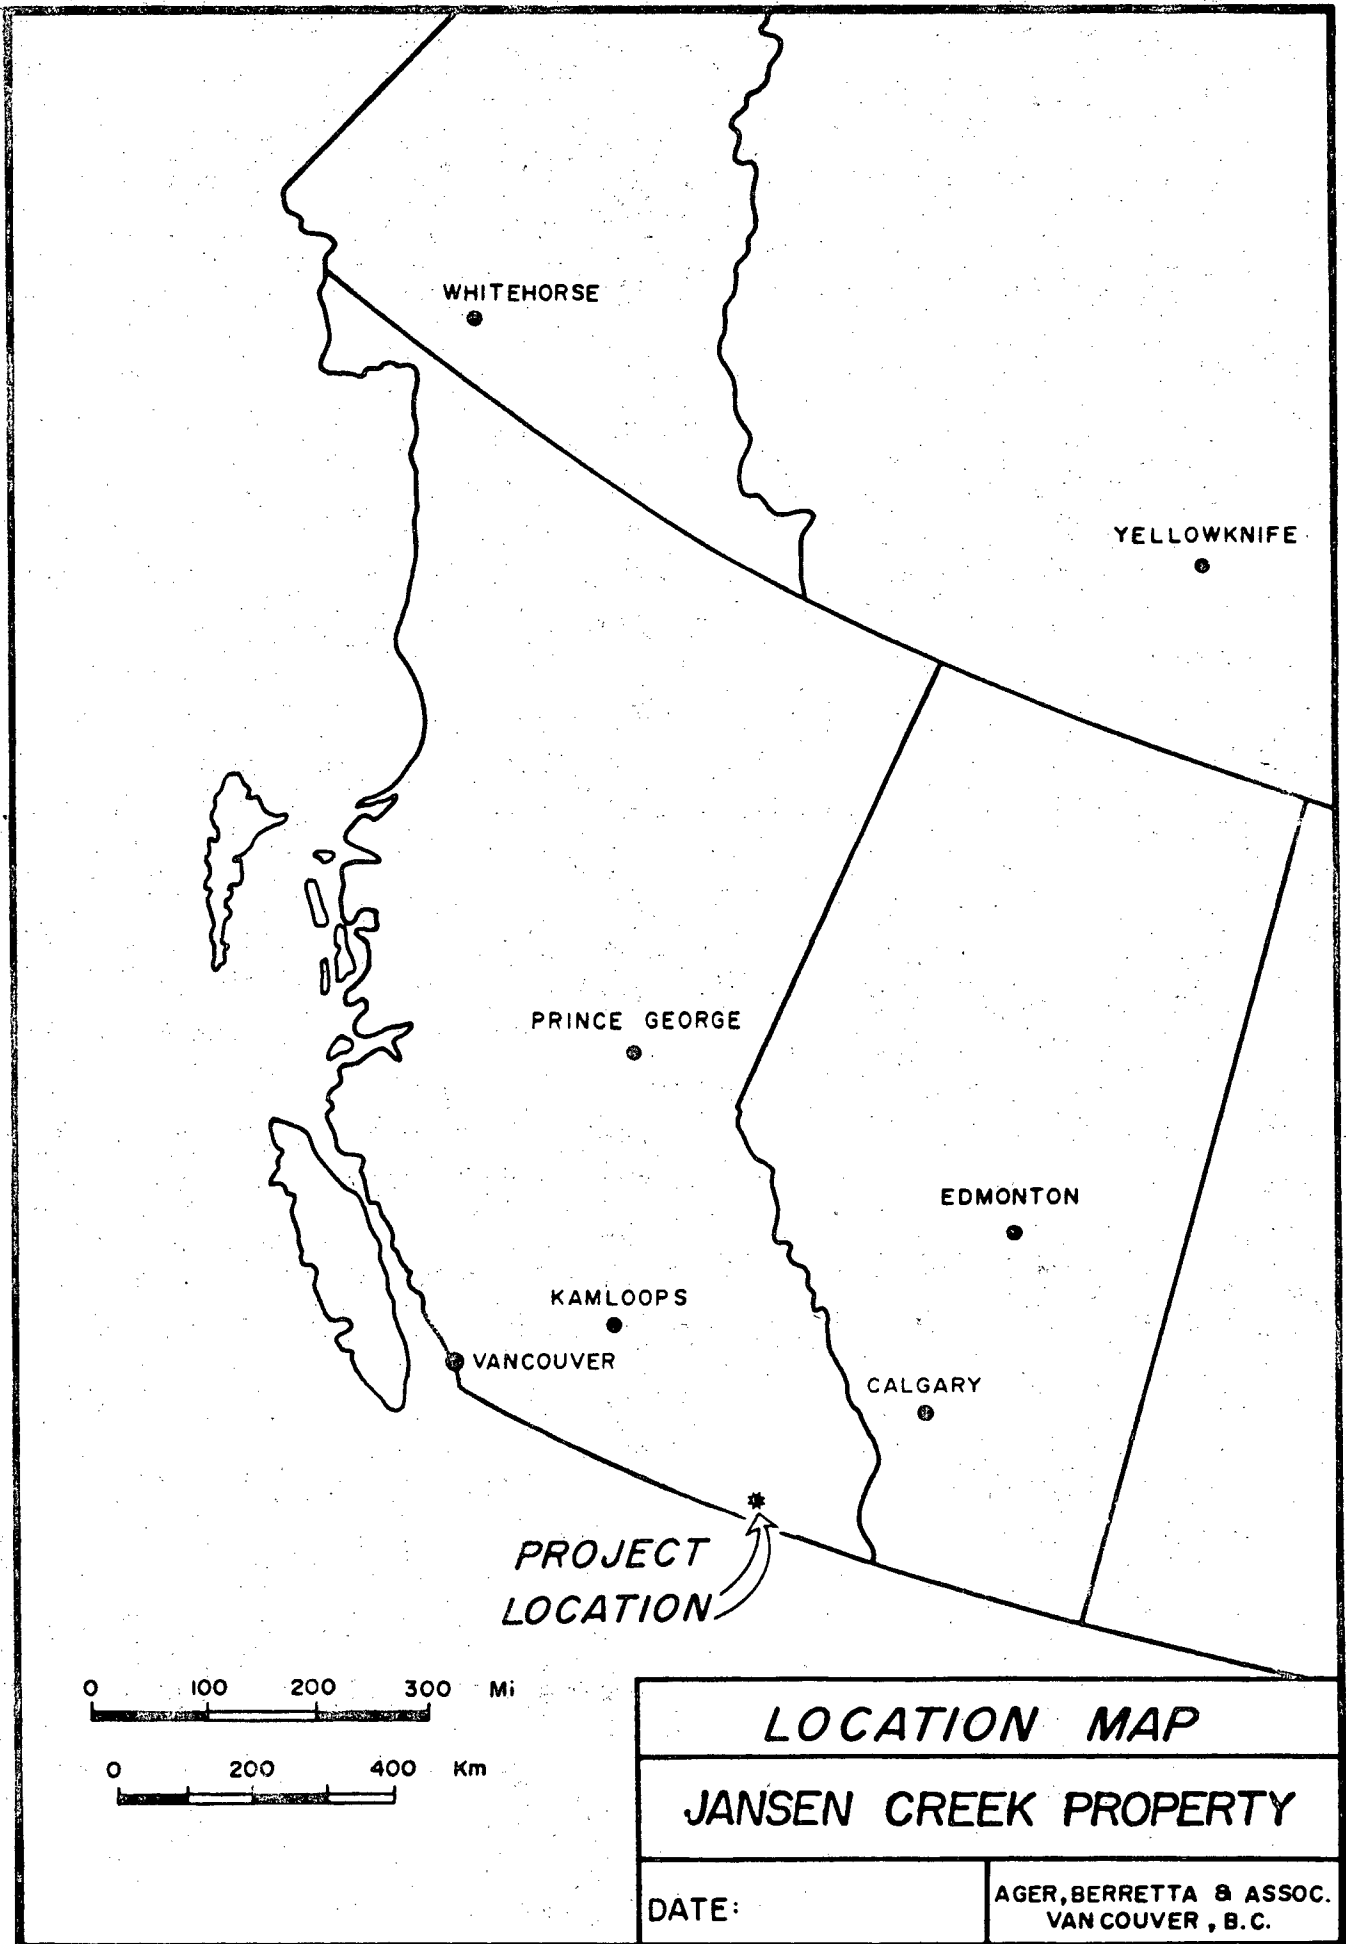 WHITEHORSE
YELLOWKNIFE
PRINCE GEORGE
EDMONTON
KAMLOOPS
VANCOUVER
CALGARY
PROJECT
LOCATION
0 100 200 300 Mi
0 200 400 Km
LOCATION MAP
JANSEN CREEK PROPERTY
DATE:
AGER, BERRETTA & ASSOC.
VANCOUVER, B.C.